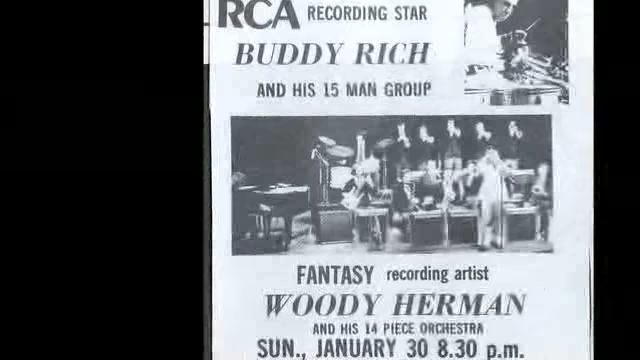 RCA RECORDING STAR
BUDDY RICH
AND HIS 15 MAN GROUP
FANTASY recording artist
WOODY HERMAN
AND HIS 14 PIECE ORCHESTRA
SUN., JANUARY 30 8.30 p.m.